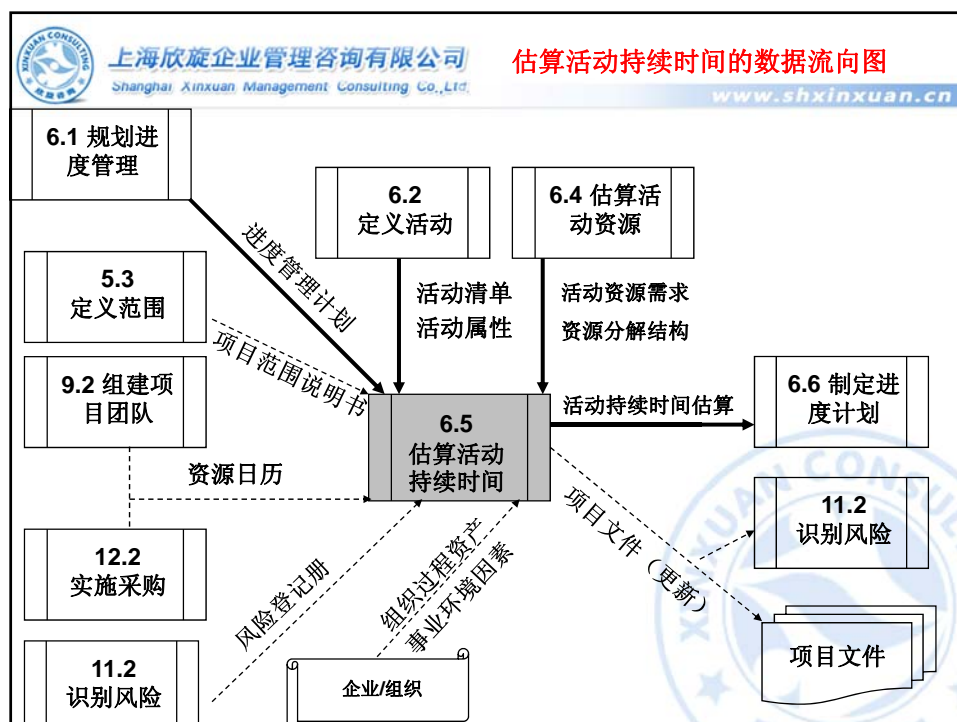 XINXUAN CONSULTING
欣旋咨询
上海欣旋企业管理咨询有限公司
Shanghai Xinxuan Management Consulting Co.,Ltd.
估算活动持续时间的数据流向图
www.shxinxuan.cn
6.1 规划进
度管理
6.2
定义活动
6.4 估算活
动资源
进度管理计划
活动清单
活动属性
活动资源需求
资源分解结构
5.3
定义范围
项目范围说明书
9.2 组建项
目团队
6.5
估算活动
持续时间
活动持续时间估算
6.6 制定进
度计划
资源日历
12.2
实施采购
项目文件（更新）
11.2
识别风险
风险登记册
组织过程资产
事业环境因素
11.2
识别风险
企业/组织
项目文件
XINXUAN CONSU